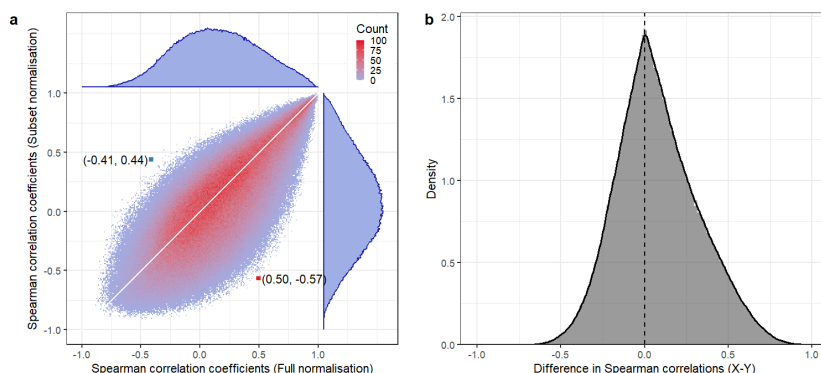 a
Spearman correlation coefficients (Subset normalisation)
Count
100
75
50
25
0
1.0
0.5
0.0
-0.5
-1.0
(-0.41, 0.44)
(0.50, -0.57)
-1.0 -0.5 0.0 0.5 1.0
Spearman correlation coefficients (Full normalisation)
b
Density
2.0
1.5
1.0
0.5
0.0
-1.0 -0.5 0.0 0.5 1.0
Difference in Spearman correlations (X-Y)